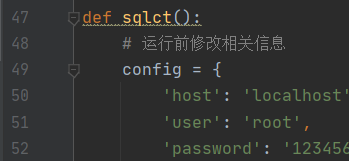 47 def sqlct():
48 # 运行前修改相关信息
49 config = {
50 'host': 'localhost'
51 'user': 'root',
52 'password': '123456